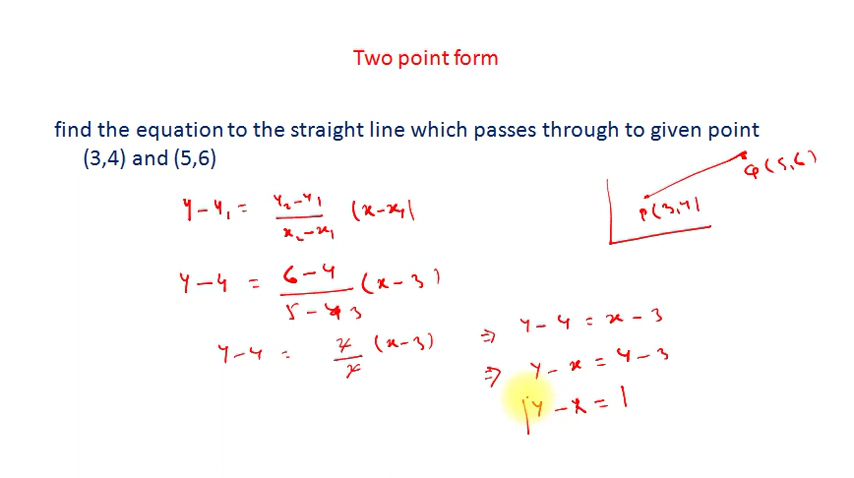 Two point form
find the equation to the straight line which passes through to given point
(3,4) and (5,6)
Q(5,6)
P(3,4)
y-y₁ = y₂-y₁/x₂-x₁ (x-x₁)
y-4 = 6-4/5-3 (x-3)
y-4 = 2/2 (x-3)
⇒ y-4 = x-3
⇒ y-x = 4-3
y-x = 1